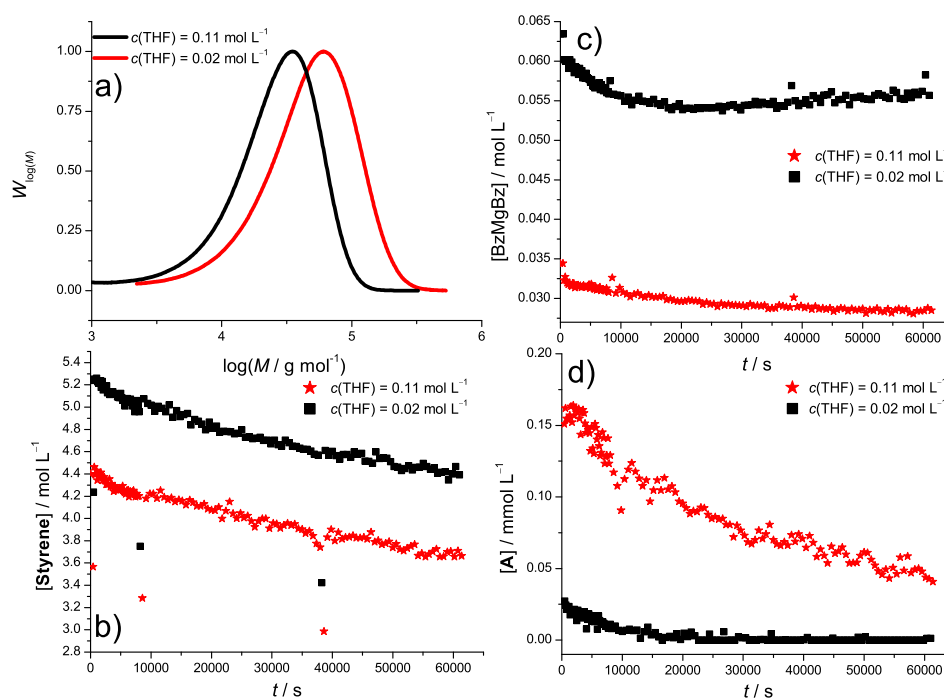 c(THF) = 0.11 mol L⁻¹
c(THF) = 0.02 mol L⁻¹
a)
1.00
0.75
0.50
0.25
0.00
W log(M)
3 4 5 6
log(M / g mol⁻¹)
c)
0.065
0.060
0.055
0.050
0.045
0.040
0.035
0.030
[BzMgBz] / mol L⁻¹
c(THF) = 0.11 mol L⁻¹
c(THF) = 0.02 mol L⁻¹
0 10000 20000 30000 40000 50000 60000
t / s
5.4
5.2
5.0
4.8
4.6
4.4
4.2
4.0
3.8
3.6
3.4
3.2
3.0
2.8
[Styrene] / mol L⁻¹
c(THF) = 0.11 mol L⁻¹
c(THF) = 0.02 mol L⁻¹
b)
0 10000 20000 30000 40000 50000 60000
t / s
d)
0.20
0.15
0.10
0.05
0.00
[A] / mmol L⁻¹
c(THF) = 0.11 mol L⁻¹
c(THF) = 0.02 mol L⁻¹
0 10000 20000 30000 40000 50000 60000
t / s